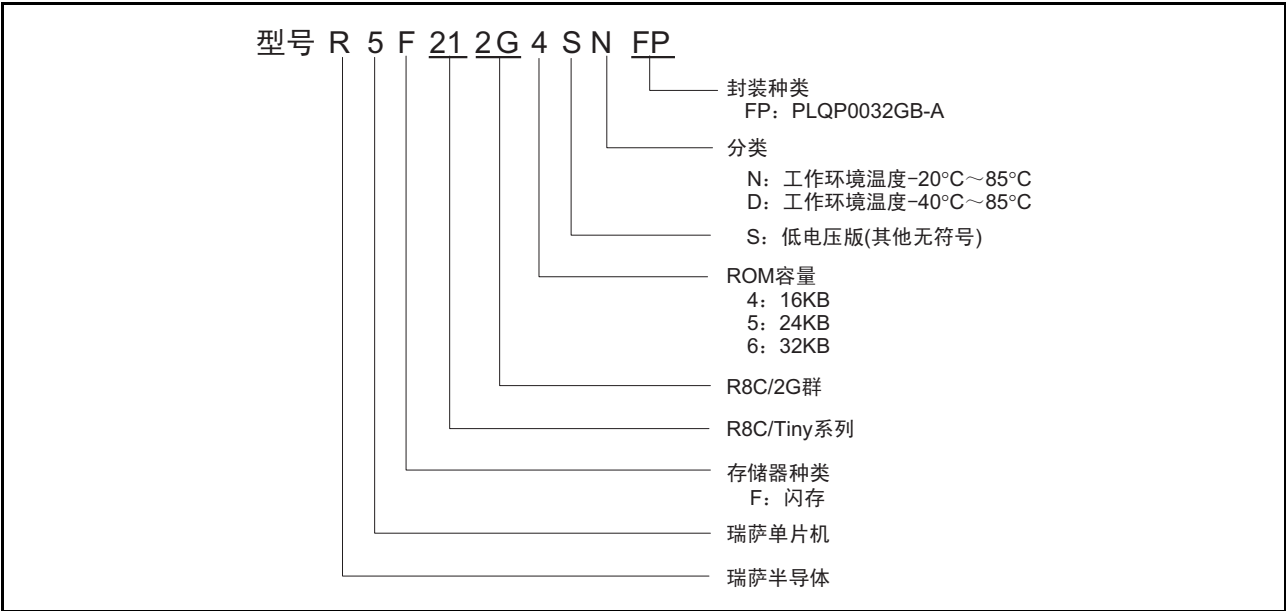 型号 R 5 F 21 2G 4 S N FP
封装种类
FP：PLQP0032GB-A
分类
N：工作环境温度-20°C～85°C
D：工作环境温度-40°C～85°C
S：低电压版(其他无符号)
ROM容量
4：16KB
5：24KB
6：32KB
R8C/2G群
R8C/Tiny系列
存储器种类
F：闪存
瑞萨单片机
瑞萨半导体